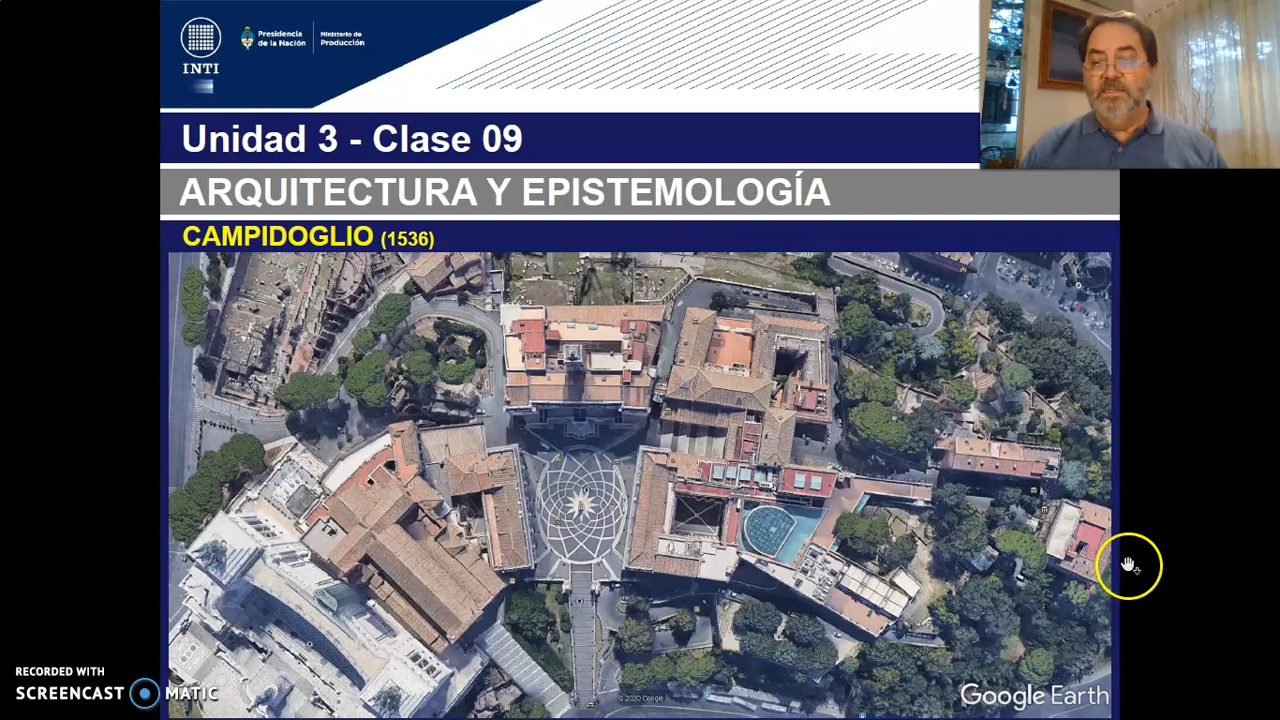 INTI
Presidencia
de la Nación
Ministerio de
Producción
Unidad 3 - Clase 09
ARQUITECTURA Y EPISTEMOLOGÍA
CAMPIDOGLIO (1536)
© 2020 Google
Google Earth
RECORDED WITH
SCREENCAST MATIC